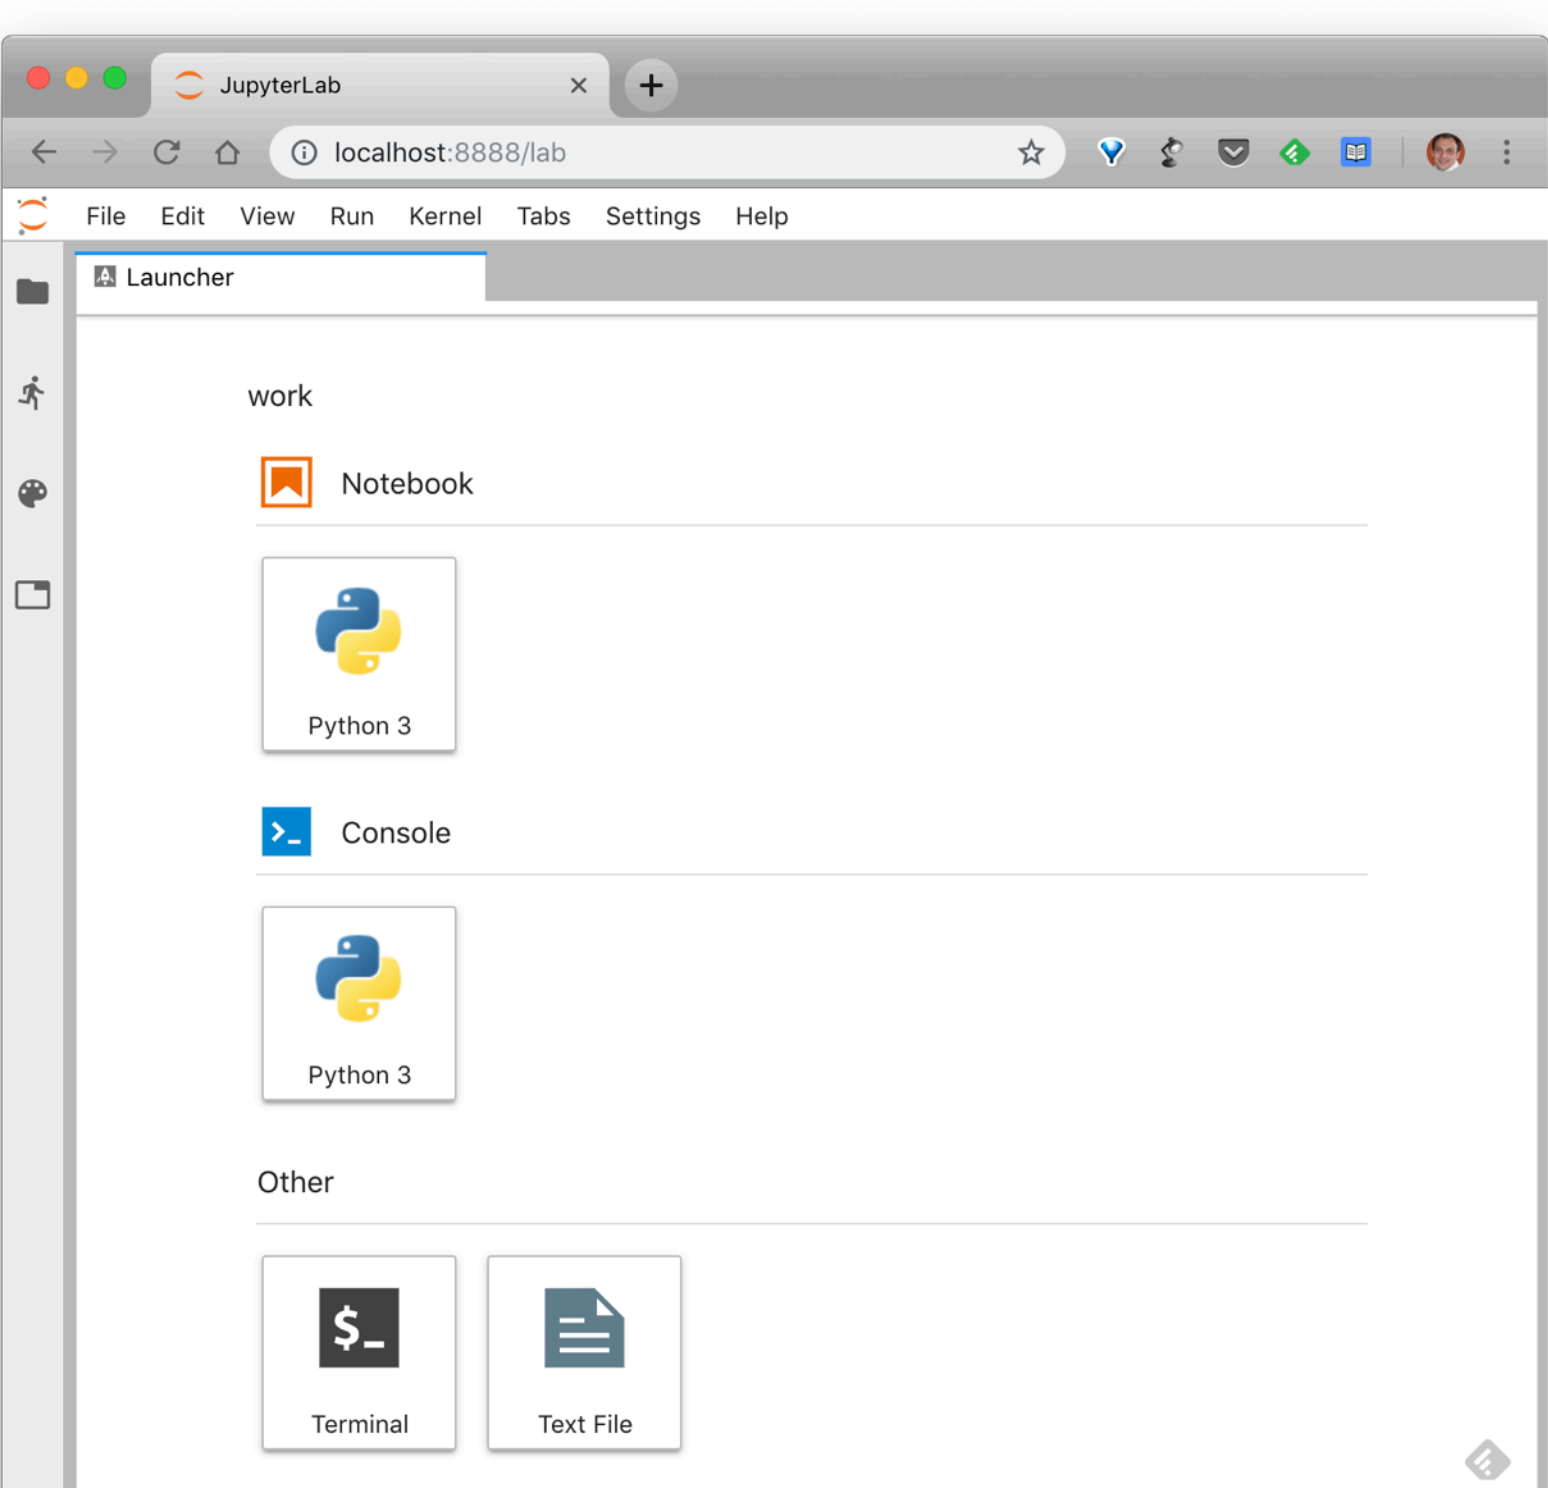 JupyterLab
localhost:8888/lab
File Edit View Run Kernel Tabs Settings Help
Launcher
work
Notebook
Python 3
>_ Console
Python 3
Other
$_
Terminal Text File